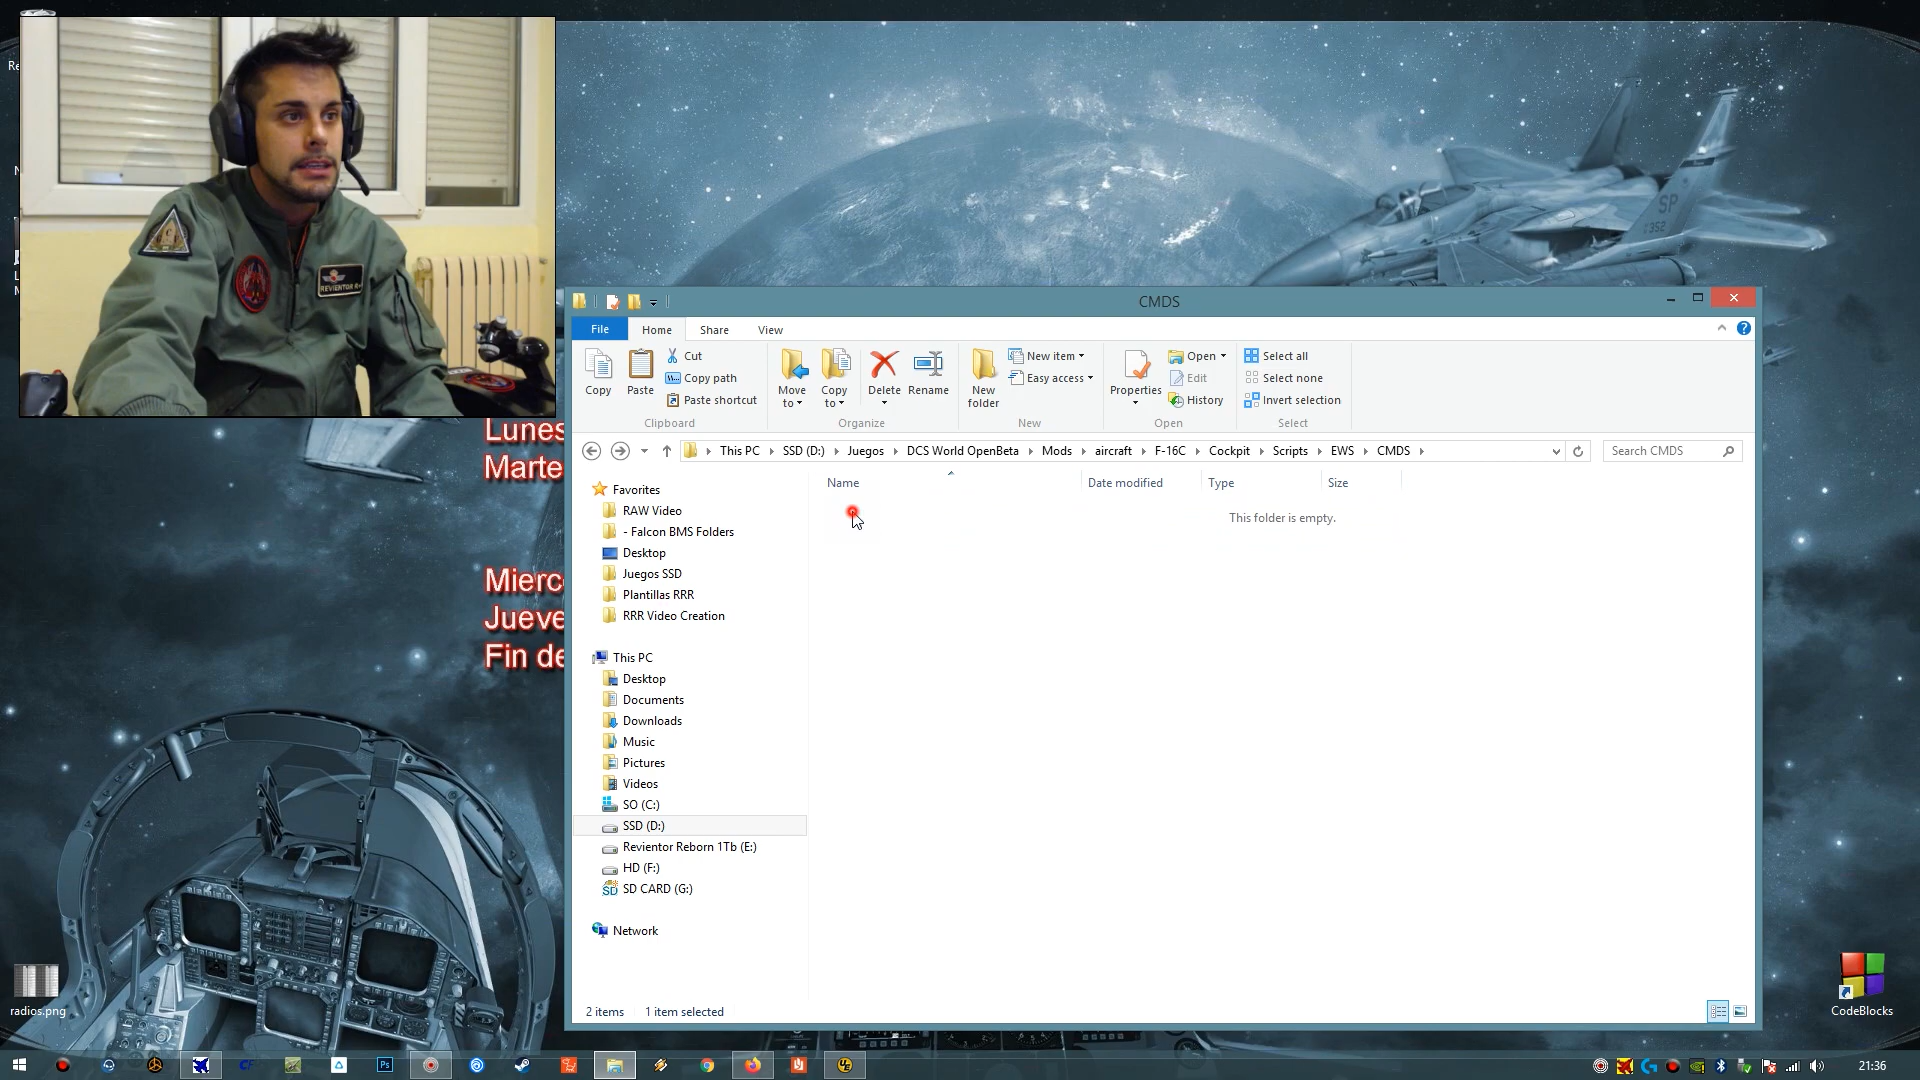 REVIENTOR R
SP
352
Lunes
Marte
Mierc
Jueve
Fin de
CMDS
File
Home
Share
View
Copy
Paste
Cut
Copy path
Paste shortcut
Move to
Copy to
Delete
Rename
New folder
New item
Easy access
Properties
Open
Edit
History
Select all
Select none
Invert selection
Clipboard
Organize
New
Open
Select
This PC
SSD (D:)
Juegos
DCS World OpenBeta
Mods
aircraft
F-16C
Cockpit
Scripts
EWS
CMDS
Search CMDS
Name
Date modified
Type
Size
This folder is empty.
Favorites
RAW Video
- Falcon BMS Folders
Desktop
Juegos SSD
Plantillas RRR
RRR Video Creation
This PC
Desktop
Documents
Downloads
Music
Pictures
Videos
SO (C:)
SSD (D:)
Revientor Reborn 1Tb (E:)
HD (F:)
SD CARD (G:)
Network
2 items
1 item selected
radios.png
CodeBlocks
Ps
21:36